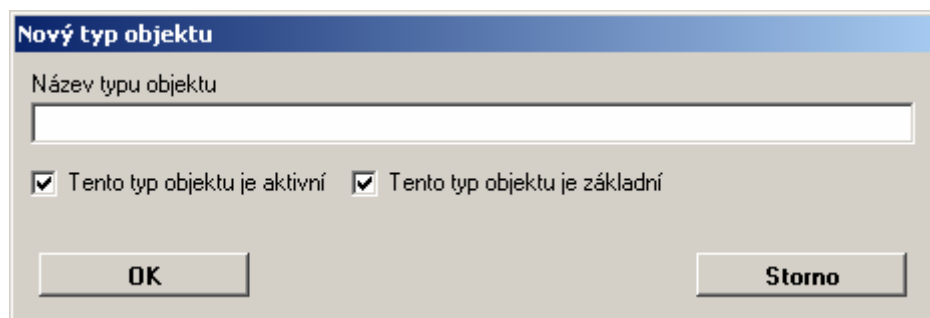 Nový typ objektu
Název typu objektu
Tento typ objektu je aktivní Tento typ objektu je základní
OK Storno